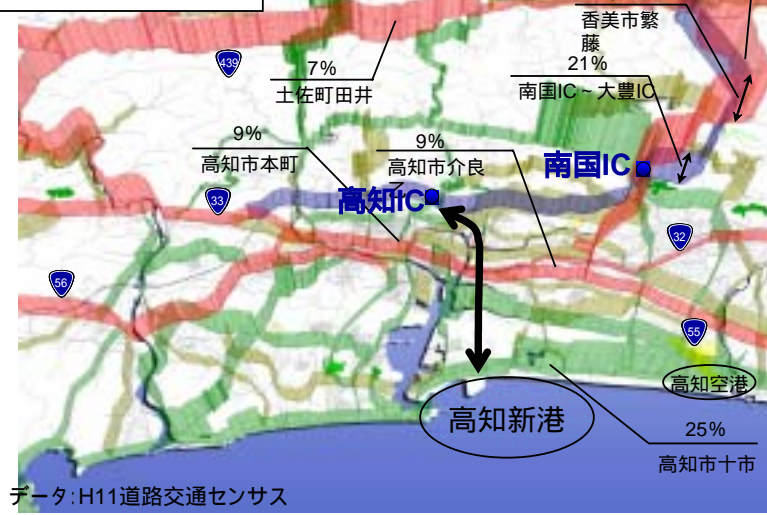 香美市繁
藤
21%
南国IC~大豊IC
439
7%
土佐町田井
9%
高知市本町
9%
高知市介良
乙
南国IC
高知IC
33
32
56
55
高知空港
高知新港
25%
高知市十市
データ:H11道路交通センサス